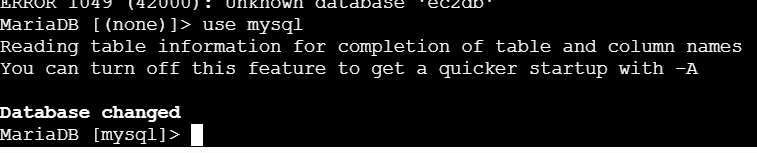 ERROR 1049 (42000): Unknown database 'ec2db'
MariaDB [(none)]> use mysql
Reading table information for completion of table and column names
You can turn off this feature to get a quicker startup with -A
Database changed
MariaDB [mysql]>